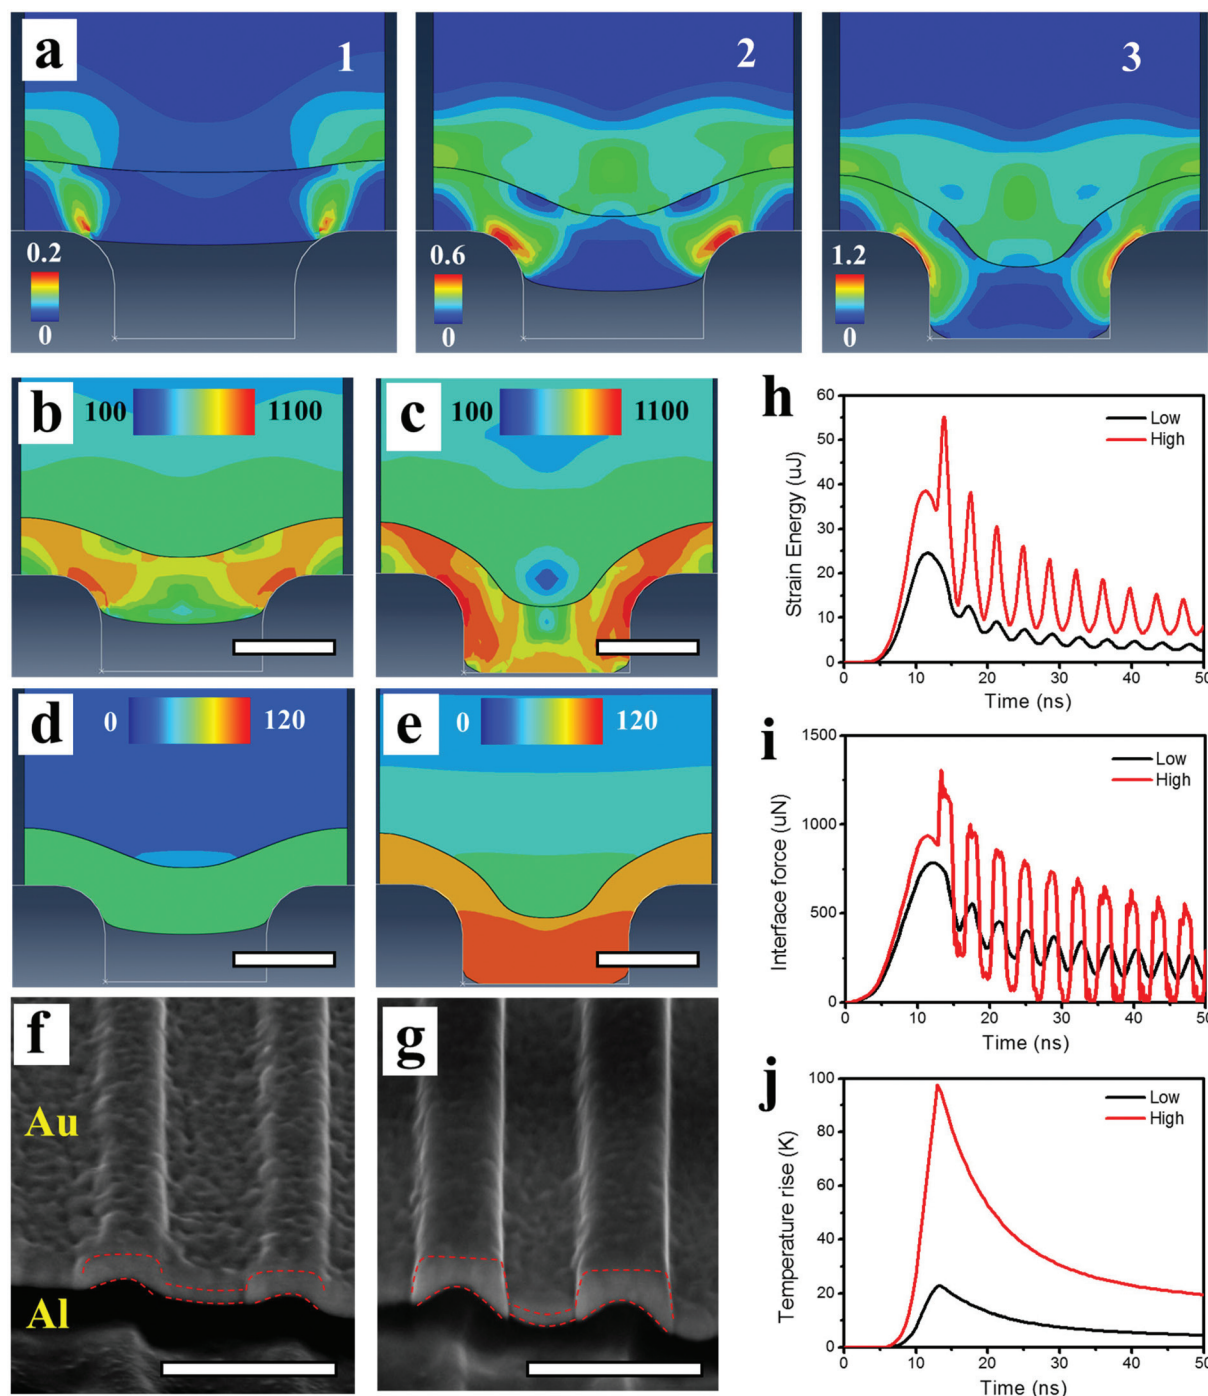 a
1
0.2
0
2
0.6
0
3
1.2
0
b
100
1100
c
100
1100
d
0
120
e
0
120
f
Au
Al
g
h
Low
High
Strain Energy (uJ)
60
50
40
30
20
10
0
0 10 20 30 40 50
Time (ns)
i
Low
High
Interface force (uN)
1500
1000
500
0
0 10 20 30 40 50
Time (ns)
j
Low
High
Temperature rise (K)
100
80
60
40
20
0
0 10 20 30 40 50
Time (ns)